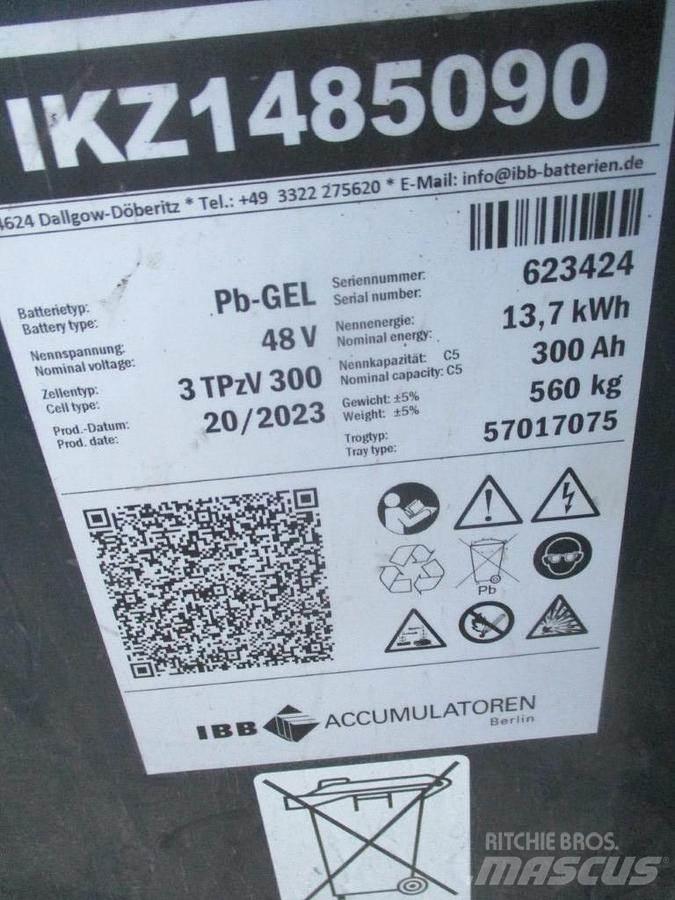 IKZ1485090
4624 Dallgow-Döberitz * Tel.: +49 3322 275620 * E-Mail: info@ibb-batterien.de
Batterietyp: Pb-GEL
Battery type:
Nennspannung: 48 V
Nominal voltage:
Zellentyp: 3 TPzV 300
Cell type:
Prod.-Datum: 20/2023
Prod. date:
Seriennummer: 623424
Serial number:
Nennenergie: 13,7 kWh
Nominal energy:
Nennkapazität: C5 300 Ah
Nominal capacity: C5
Gewicht: ±5% 560 kg
Weight: ±5%
Trogtyp: 57017075
Tray type:
Pb
IBB ACCUMULATOREN
Berlin
RITCHIE BROS.
MASCUS